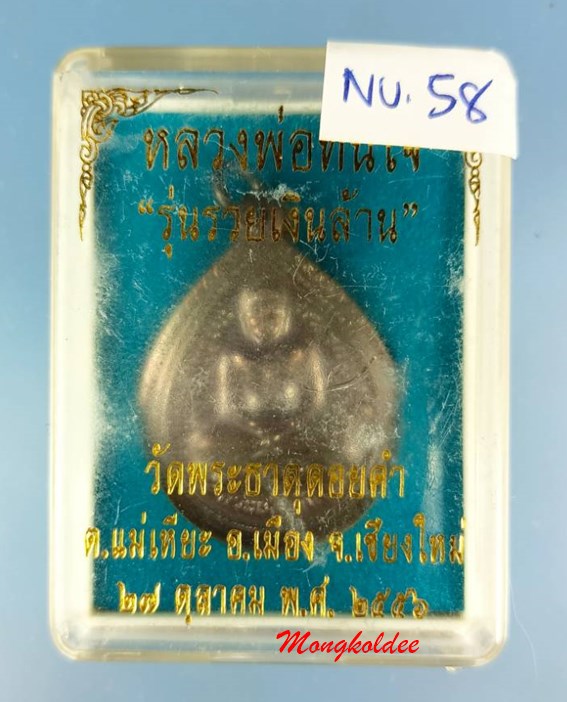 NU. 58
หลวงพ่อทันใจ
“รุ่นรวยเงินล้าน”
วัดพระธาตุดอยคำ
ต.แม่เหียะ อ.เมือง จ.เชียงใหม่
๒๗ ตุลาคม พ.ศ. ๒๕๕๖
Mongkoldee